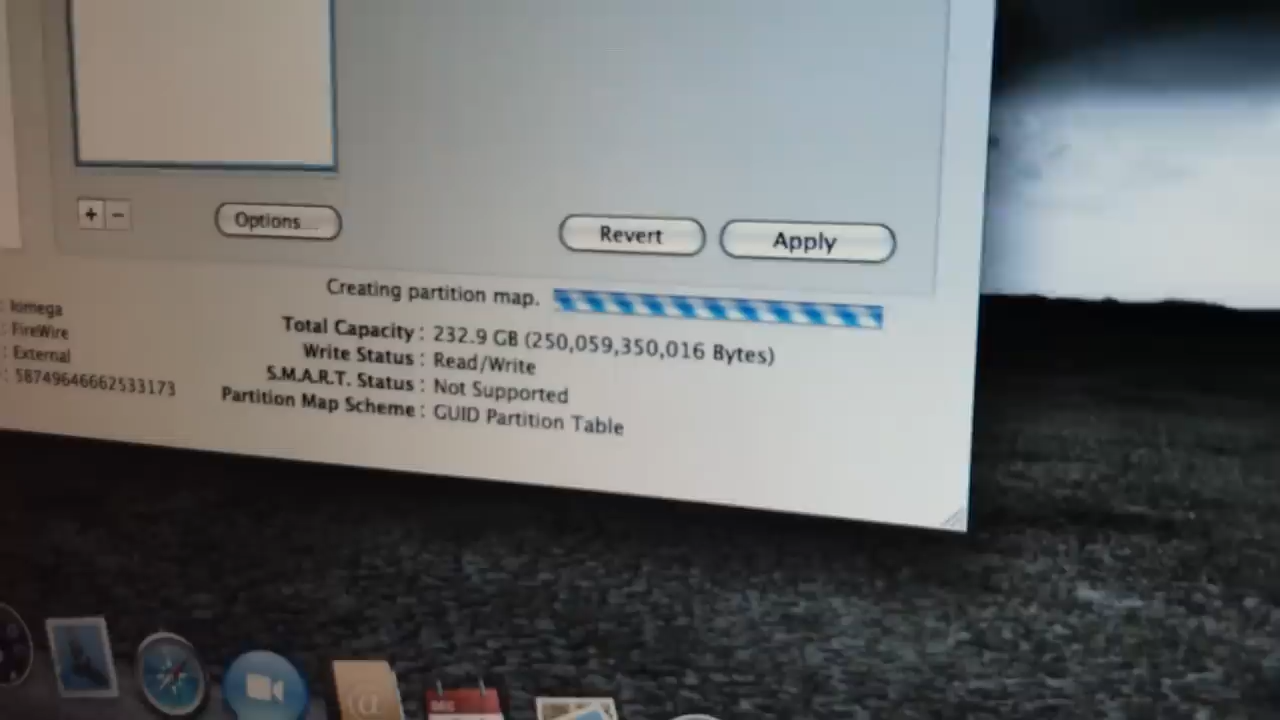 + −
Options...
Revert
Apply
Creating partition map.
: Iomega
: FireWire
: External
: 58749646662533173
Total Capacity : 232.9 GB (250,059,350,016 Bytes)
Write Status : Read/Write
S.M.A.R.T. Status : Not Supported
Partition Map Scheme : GUID Partition Table
@